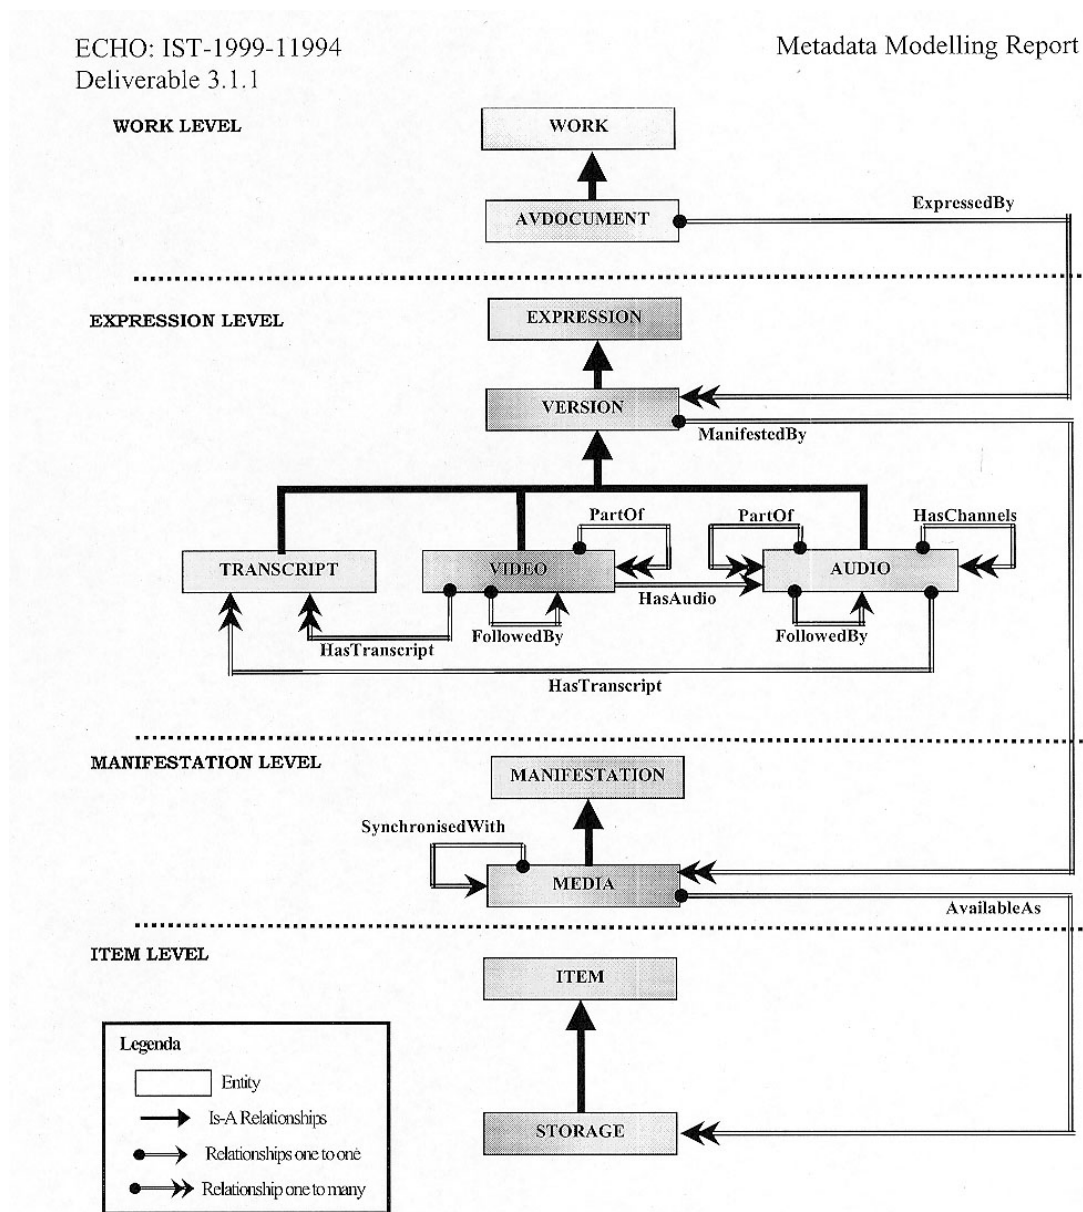 ECHO: IST-1999-11994
Metadata Modelling Report
Deliverable 3.1.1
WORK LEVEL
WORK
AVDOCUMENT
ExpressedBy
EXPRESSION LEVEL
EXPRESSION
VERSION
ManifestedBy
PartOf
PartOf
HasChannels
TRANSCRIPT
VIDEO
AUDIO
HasAudio
HasTranscript
FollowedBy
FollowedBy
HasTranscript
MANIFESTATION LEVEL
MANIFESTATION
SynchronisedWith
MEDIA
AvailableAs
ITEM LEVEL
ITEM
STORAGE
Legenda
Entity
Is-A Relationships
Relationships one to one
Relationship one to many